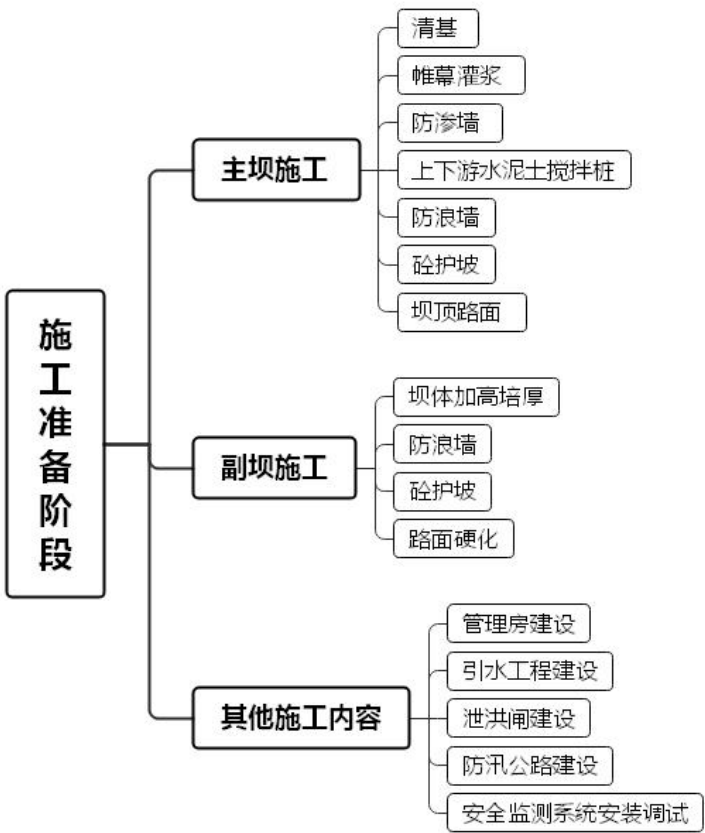 施工准备阶段
主坝施工
清基
帷幕灌浆
防渗墙
上下游水泥土搅拌桩
防浪墙
砼护坡
坝顶路面
副坝施工
坝体加高培厚
防浪墙
砼护坡
路面硬化
其他施工内容
管理房建设
引水工程建设
泄洪闸建设
防汛公路建设
安全监测系统安装调试